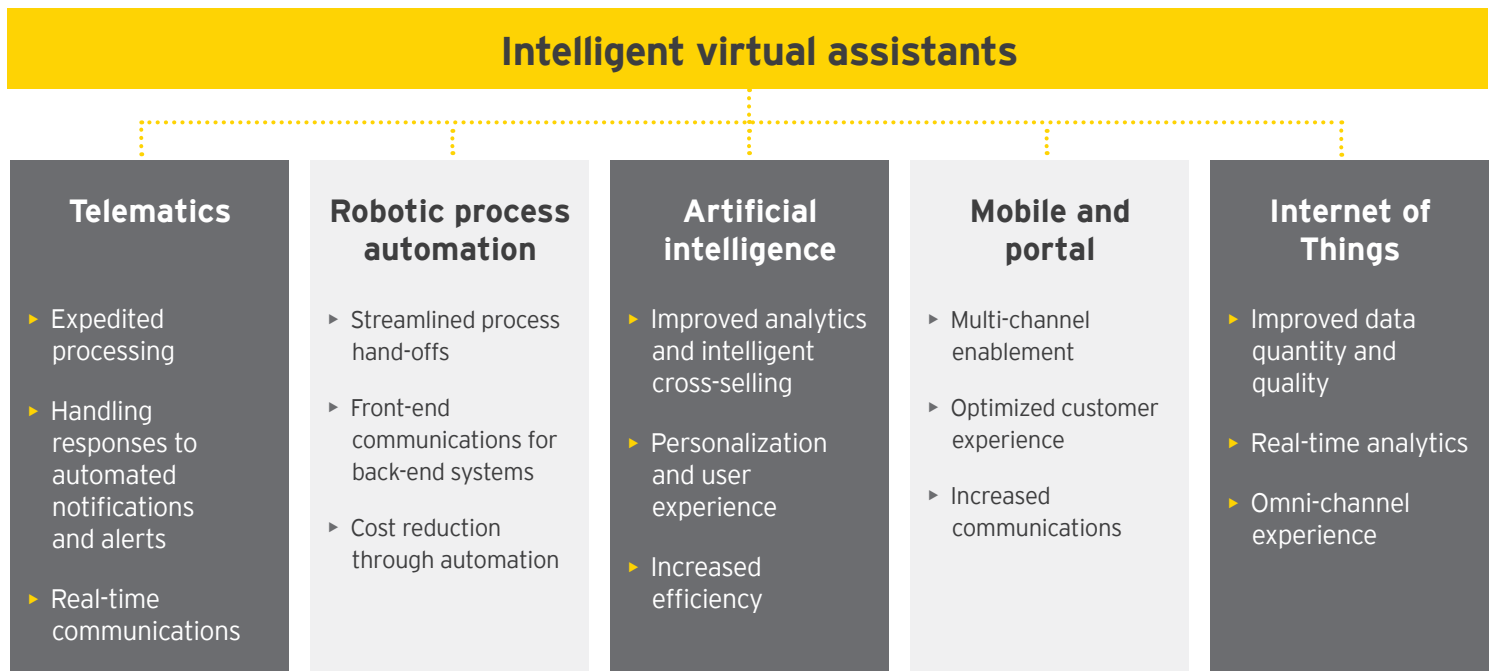 Intelligent virtual assistants
Telematics
▸ Expedited
processing
▸ Handling
responses to
automated
notifications
and alerts
▸ Real-time
communications
Robotic process
automation
▸ Streamlined process
hand-offs
▸ Front-end
communications for
back-end systems
▸ Cost reduction
through automation
Artificial
intelligence
▸ Improved analytics
and intelligent
cross-selling
▸ Personalization
and user
experience
▸ Increased
efficiency
Mobile and
portal
▸ Multi-channel
enablement
▸ Optimized customer
experience
▸ Increased
communications
Internet of
Things
▸ Improved data
quantity and
quality
▸ Real-time analytics
▸ Omni-channel
experience